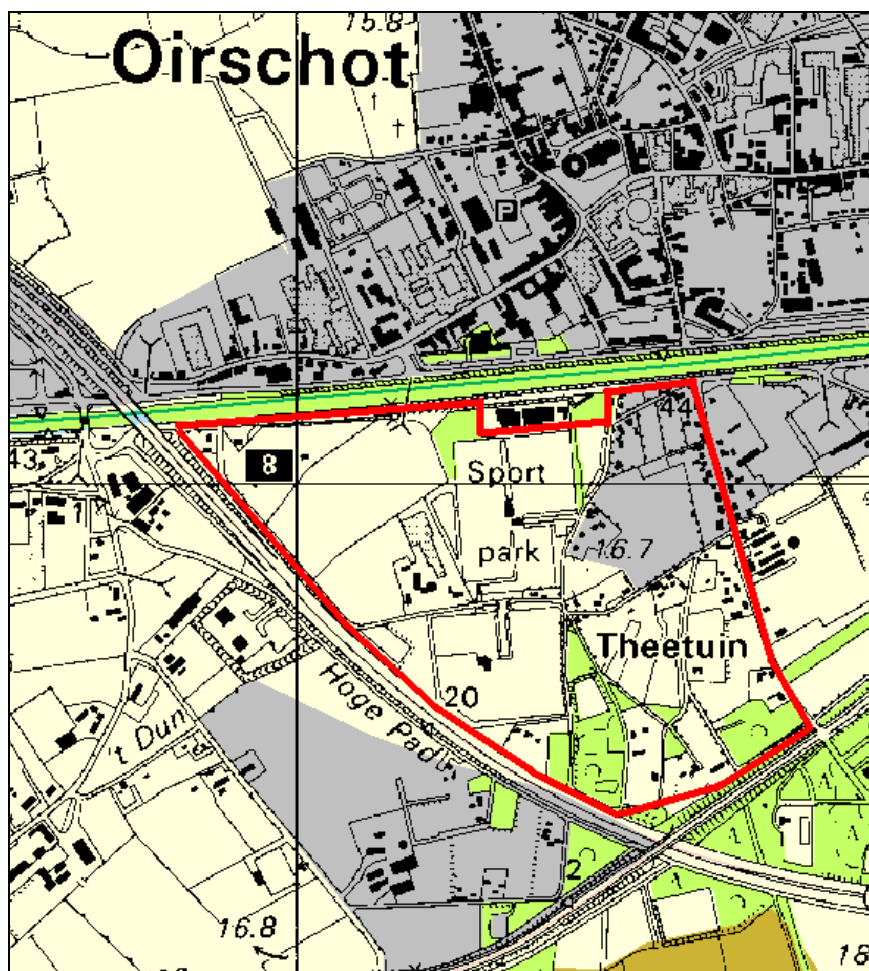 15.8
Oirschot
P
44
43
8
Sport
1
park
16.7
Theetuin
20
Hoge Padu
't Dun
2
16.8
18